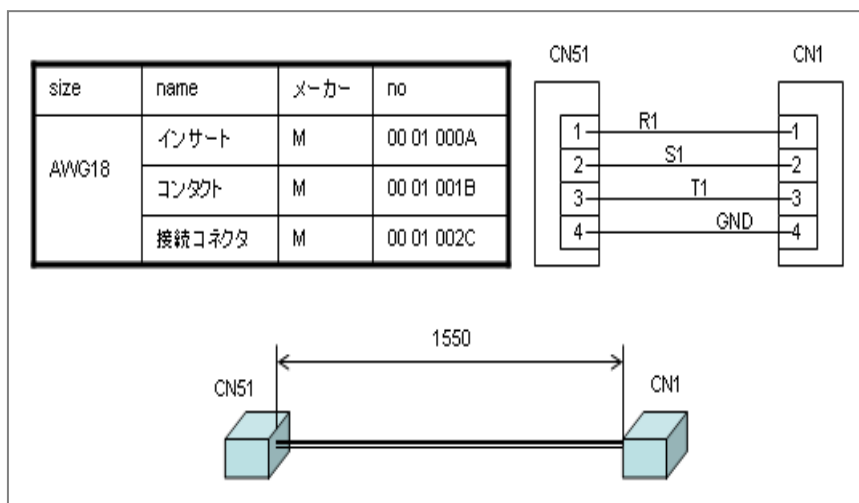 size name メーカー no
AWG18
インサート M 00 01 000A
コンタクト M 00 01 001B
接続コネクタ M 00 01 002C
CN51 CN1
1 R1 1
2 S1 2
3 T1 3
4 GND 4
1550
CN51 CN1